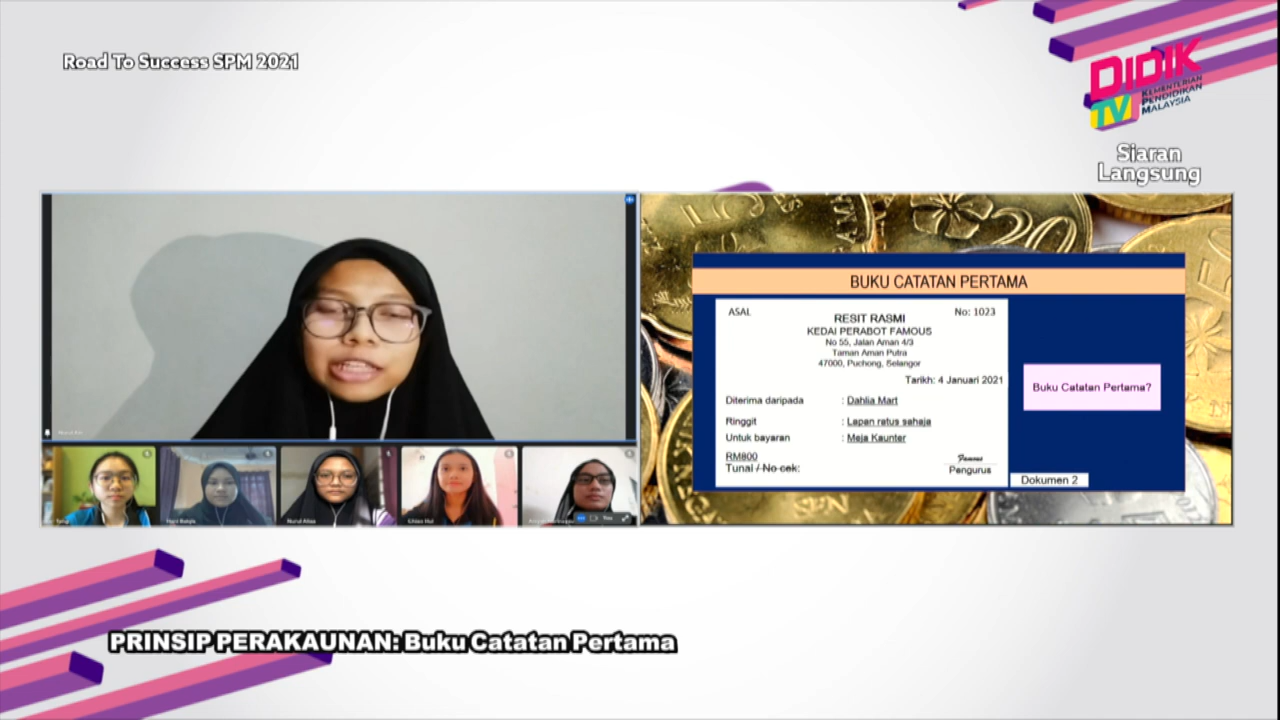 Road To Success SPM 2021
DIDIK
TV
KEMENTERIAN
PENDIDIKAN
MALAYSIA
Siaran
Langsung
BUKU CATATAN PERTAMA
ASAL
No: 1023
RESIT RASMI
KEDAI PERABOT FAMOUS
No 55, Jalan Aman 4/3
Taman Aman Putra
47000, Puchong, Selangor
Tarikh: 4 Januari 2021
Diterima daripada : Dahlia Mart
Ringgit : Lapan ratus sahaja
Untuk bayaran : Meja Kaunter
RM800
Tunai / No cek:
Famous
Pengurus
Buku Catatan Pertama?
Dokumen 2
PRINSIP PERAKAUNAN: Buku Catatan Pertama